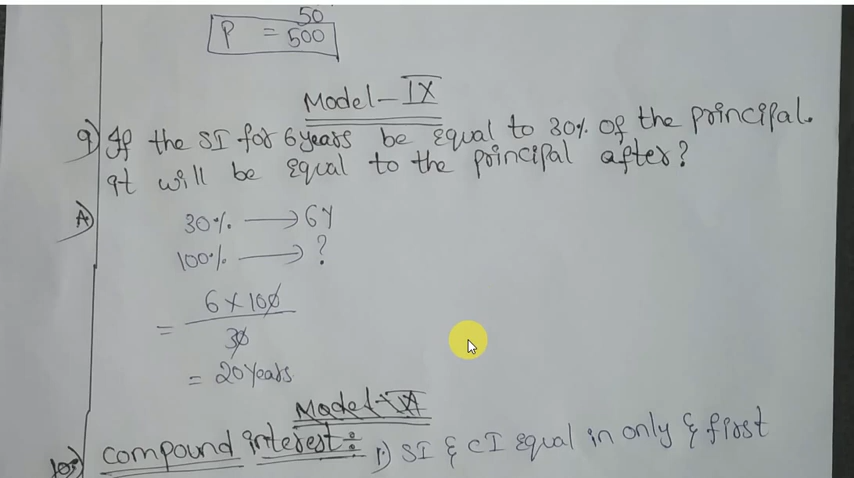 50
P = 500
Model-IX
9) If the SI for 6years be equal to 30% of the principal.
It will be equal to the principal after?
A) 30% → 6Y
100% → ?
= 6 X 100
30
= 20 Years
Model-
10) Compound interest:- 1.) SI & CI equal in only & first